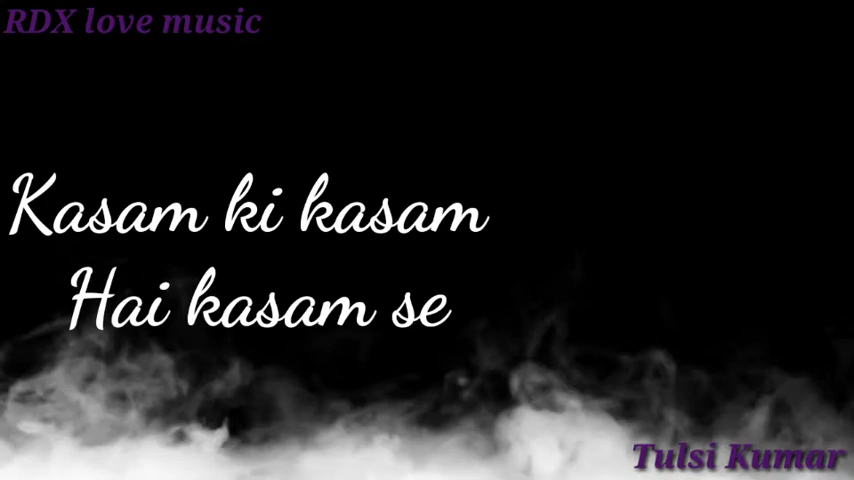 RDX love music
Kasam ki kasam
Hai kasam se
Tulsi Kumar